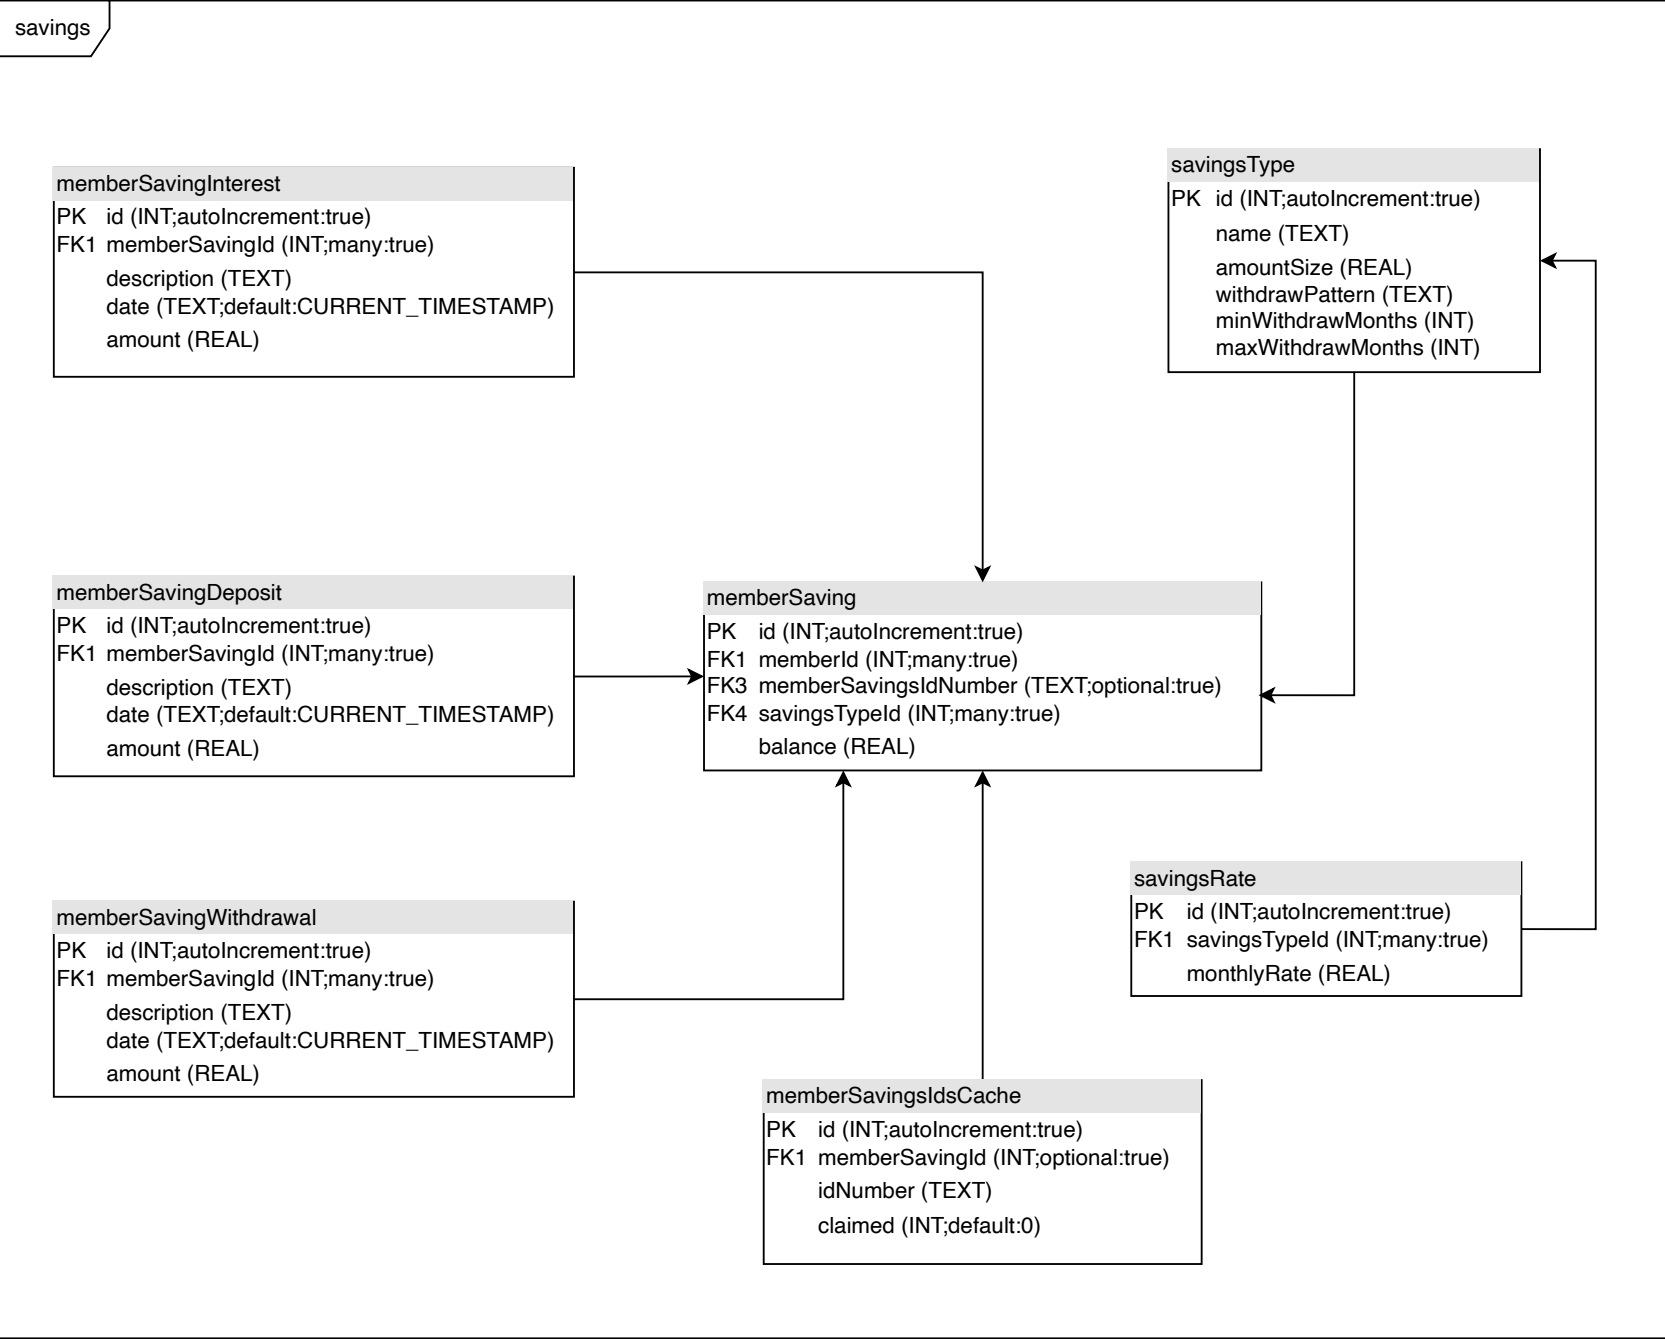 savings
memberSavingInterest
PK id (INT;autoIncrement:true)
FK1 memberSavingId (INT;many:true)
description (TEXT)
date (TEXT;default:CURRENT_TIMESTAMP)
amount (REAL)
savingsType
PK id (INT;autoIncrement:true)
name (TEXT)
amountSize (REAL)
withdrawPattern (TEXT)
minWithdrawMonths (INT)
maxWithdrawMonths (INT)
memberSavingDeposit
PK id (INT;autoIncrement:true)
FK1 memberSavingId (INT;many:true)
description (TEXT)
date (TEXT;default:CURRENT_TIMESTAMP)
amount (REAL)
memberSaving
PK id (INT;autoIncrement:true)
FK1 memberId (INT;many:true)
FK3 memberSavingsIdNumber (TEXT;optional:true)
FK4 savingsTypeId (INT;many:true)
balance (REAL)
savingsRate
PK id (INT;autoIncrement:true)
FK1 savingsTypeId (INT;many:true)
monthlyRate (REAL)
memberSavingWithdrawal
PK id (INT;autoIncrement:true)
FK1 memberSavingId (INT;many:true)
description (TEXT)
date (TEXT;default:CURRENT_TIMESTAMP)
amount (REAL)
memberSavingsIdsCache
PK id (INT;autoIncrement:true)
FK1 memberSavingId (INT;optional:true)
idNumber (TEXT)
claimed (INT;default:0)